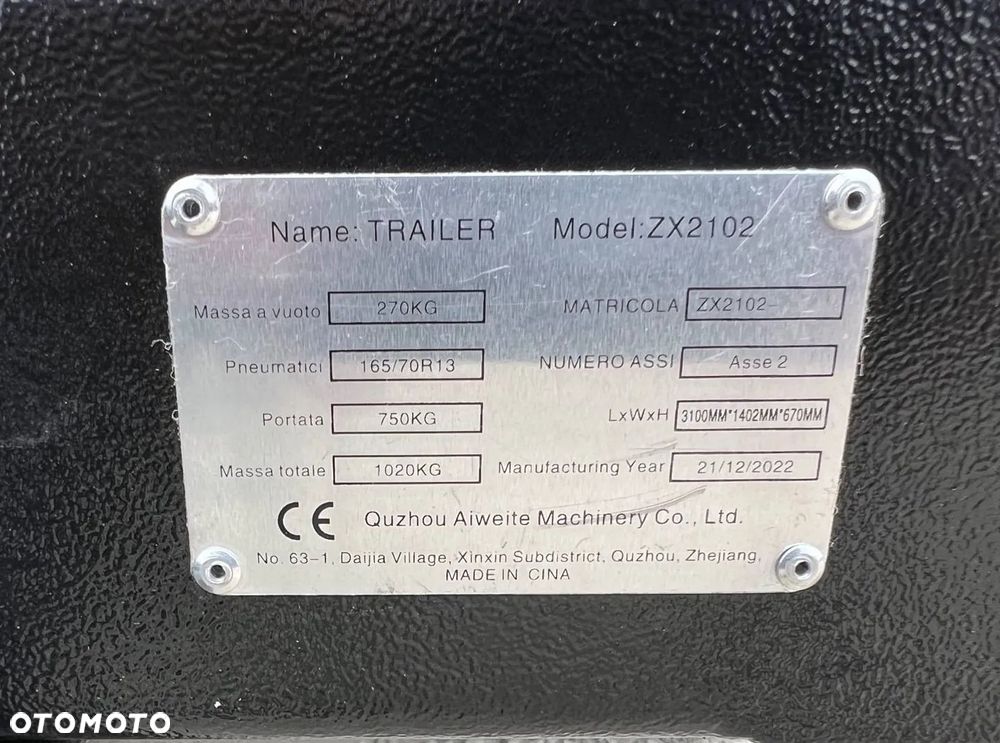 Name: TRAILER Model:ZX2102
Massa a vuoto 270KG MATRICOLA ZX2102-
Pneumatici 165/70R13 NUMERO ASSI Asse 2
Portata 750KG LxWxH 3100MM*1402MM*670MM
Massa totale 1020KG Manufacturing Year 21/12/2022
CE Quzhou Aiweite Machinery Co., Ltd.
No. 63-1, Daijia Village, Xinxin Subdistrict, Quzhou, Zhejiang,
MADE IN CINA
OTOMOTO